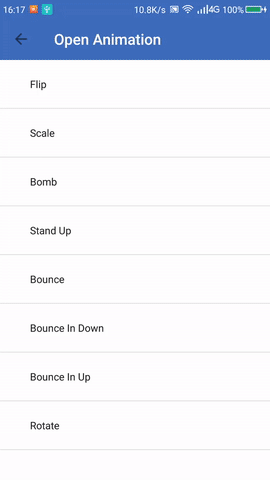 16:17 10.8K/s 4G 100%
Open Animation
Flip
Scale
Bomb
Stand Up
Bounce
Bounce In Down
Bounce In Up
Rotate